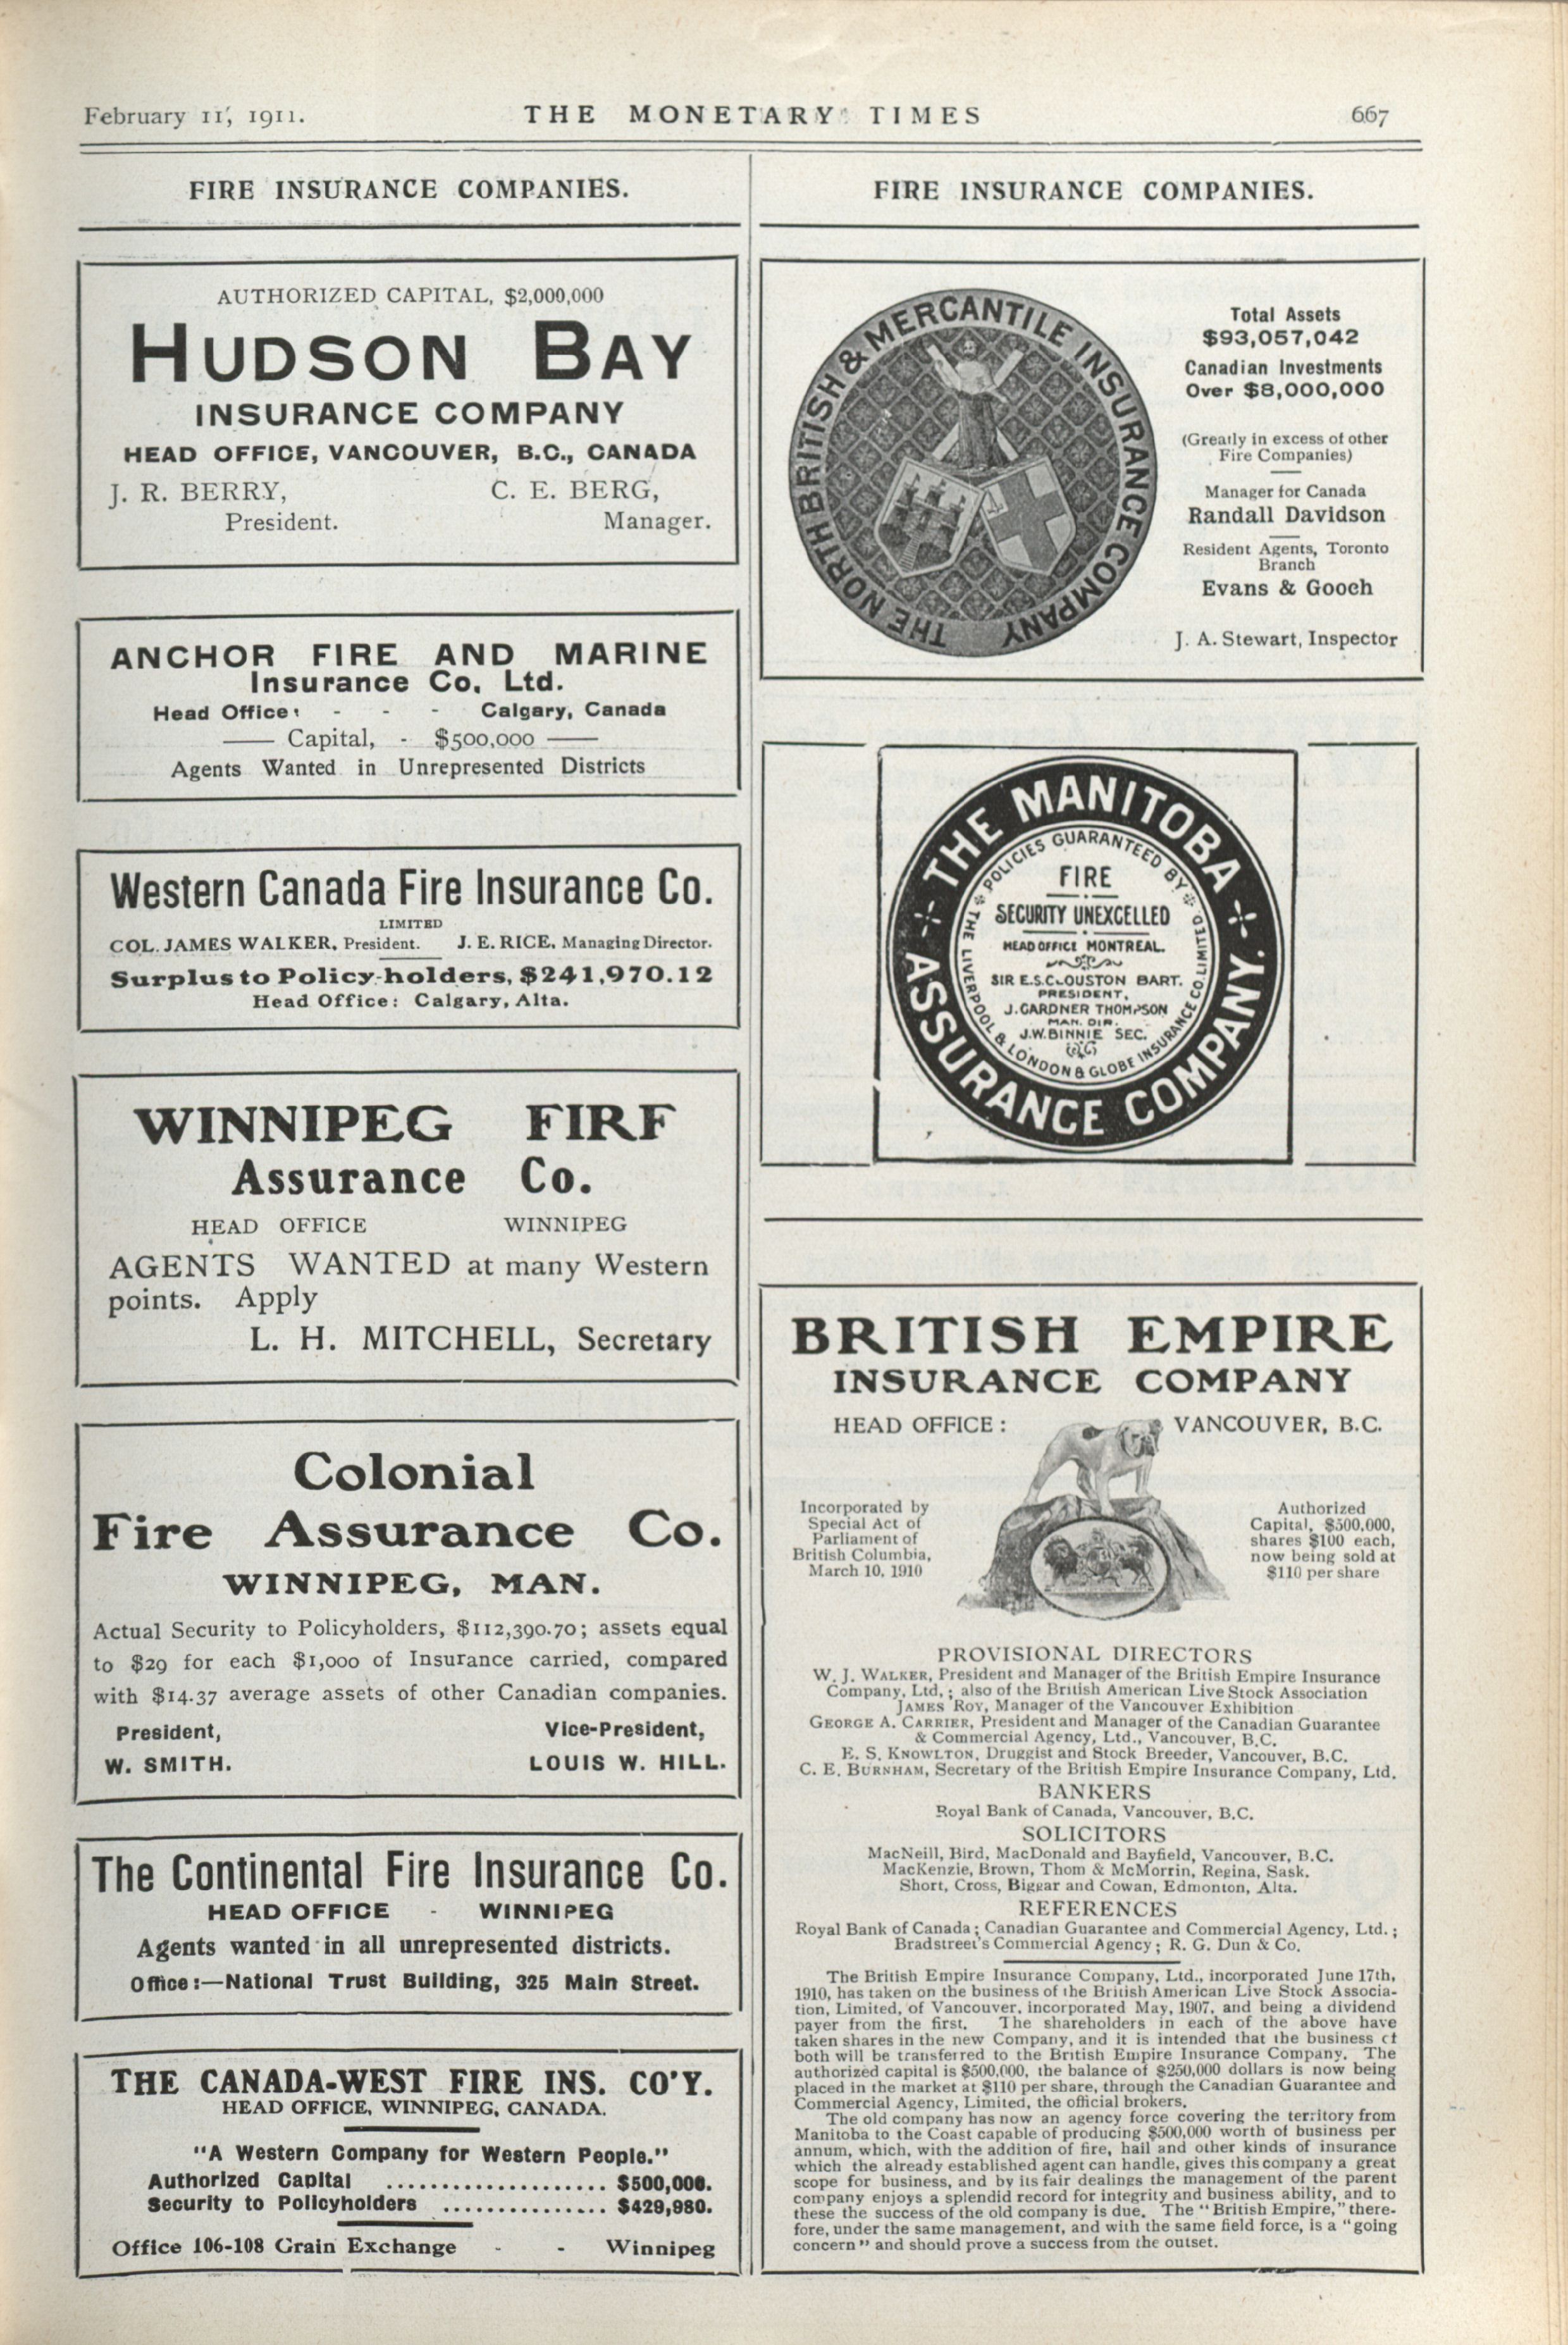 February 11, 1911.
THE MONETARY TIMES
667
FIRE INSURANCE COMPANIES.
AUTHORIZED CAPITAL, $2,000,000
HUDSON BAY
INSURANCE COMPANY
HEAD OFFICE, VANCOUVER, B.C., CANADA
J. R. BERRY, C. E. BERG,
President. Manager.
ANCHOR FIRE AND MARINE
Insurance Co. Ltd.
Head Office: - - - Calgary, Canada
Capital, - $500,000
Agents Wanted in Unrepresented Districts
Western Canada Fire Insurance Co.
LIMITED
COL. JAMES WALKER, President. J. E. RICE, Managing Director.
Surplus to Policy-holders, $241,970.12
Head Office: Calgary, Alta.
WINNIPEG FIRF
Assurance Co.
HEAD OFFICE WINNIPEG
AGENTS WANTED at many Western
points. Apply
L. H. MITCHELL, Secretary
Colonial
Fire Assurance Co.
WINNIPEG, MAN.
Actual Security to Policyholders, $112,390.70; assets equal
to $29 for each $1,000 of Insurance carried, compared
with $14.37 average assets of other Canadian companies.
President, Vice-President,
W. SMITH. LOUIS W. HILL.
The Continental Fire Insurance Co.
HEAD OFFICE - WINNIPEG
Agents wanted in all unrepresented districts.
Office:—National Trust Building, 325 Main Street.
THE CANADA-WEST FIRE INS. CO'Y.
HEAD OFFICE, WINNIPEG, CANADA.
"A Western Company for Western People."
Authorized Capital ...................... $500,000.
Security to Policyholders ................ $429,980.
Office 106-108 Grain Exchange - - Winnipeg
FIRE INSURANCE COMPANIES.
THE NORTH BRITISH & MERCANTILE INSURANCE COMPANY
Total Assets
$93,057,042
Canadian Investments
Over $8,000,000
(Greatly in excess of other
Fire Companies)
Manager for Canada
Randall Davidson
Resident Agents, Toronto
Branch
Evans & Gooch
J. A. Stewart, Inspector
THE MANITOBA
ASSURANCE COMPANY.
POLICIES GUARANTEED BY
THE LIVERPOOL & LONDON & GLOBE INSURANCE CO. LIMITED
FIRE
SECURITY UNEXCELLED
HEAD OFFICE MONTREAL.
SIR E.S.CLOUSTON BART.
PRESIDENT,
J. GARDNER THOMPSON
MAN. DIR.
J.W.BINNIE SEC.
BRITISH EMPIRE
INSURANCE COMPANY
HEAD OFFICE: VANCOUVER, B.C.
Incorporated by
Special Act of
Parliament of
British Columbia,
March 10, 1910
Authorized
Capital, $500,000,
shares $100 each,
now being sold at
$110 per share
PROVISIONAL DIRECTORS
W. J. WALKER, President and Manager of the British Empire Insurance
Company, Ltd.; also of the British American Live Stock Association
JAMES ROY, Manager of the Vancouver Exhibition
GEORGE A. CARRIER, President and Manager of the Canadian Guarantee
& Commercial Agency, Ltd., Vancouver, B.C.
E. S. KNOWLTON, Druggist and Stock Breeder, Vancouver, B.C.
C. E. BURNHAM, Secretary of the British Empire Insurance Company, Ltd.
BANKERS
Royal Bank of Canada, Vancouver, B.C.
SOLICITORS
MacNeill, Bird, MacDonald and Bayfield, Vancouver, B.C.
MacKenzie, Brown, Thom & McMorrin, Regina, Sask.
Short, Cross, Biggar and Cowan, Edmonton, Alta.
REFERENCES
Royal Bank of Canada; Canadian Guarantee and Commercial Agency, Ltd.;
Bradstreet's Commercial Agency; R. G. Dun & Co.
The British Empire Insurance Company, Ltd., incorporated June 17th,
1910, has taken on the business of the British American Live Stock Associa-
tion, Limited, of Vancouver, incorporated May, 1907, and being a dividend
payer from the first. The shareholders in each of the above have
taken shares in the new Company, and it is intended that the business of
both will be transferred to the British Empire Insurance Company. The
authorized capital is $500,000, the balance of $250,000 dollars is now being
placed in the market at $110 per share, through the Canadian Guarantee and
Commercial Agency, Limited, the official brokers.
The old company has now an agency force covering the territory from
Manitoba to the Coast capable of producing $500,000 worth of business per
annum, which, with the addition of fire, hail and other kinds of insurance
which the already established agent can handle, gives this company a great
scope for business, and by its fair dealings the management of the parent
company enjoys a splendid record for integrity and business ability, and to
these the success of the old company is due. The "British Empire," there-
fore, under the same management, and with the same field force, is a "going
concern" and should prove a success from the outset.